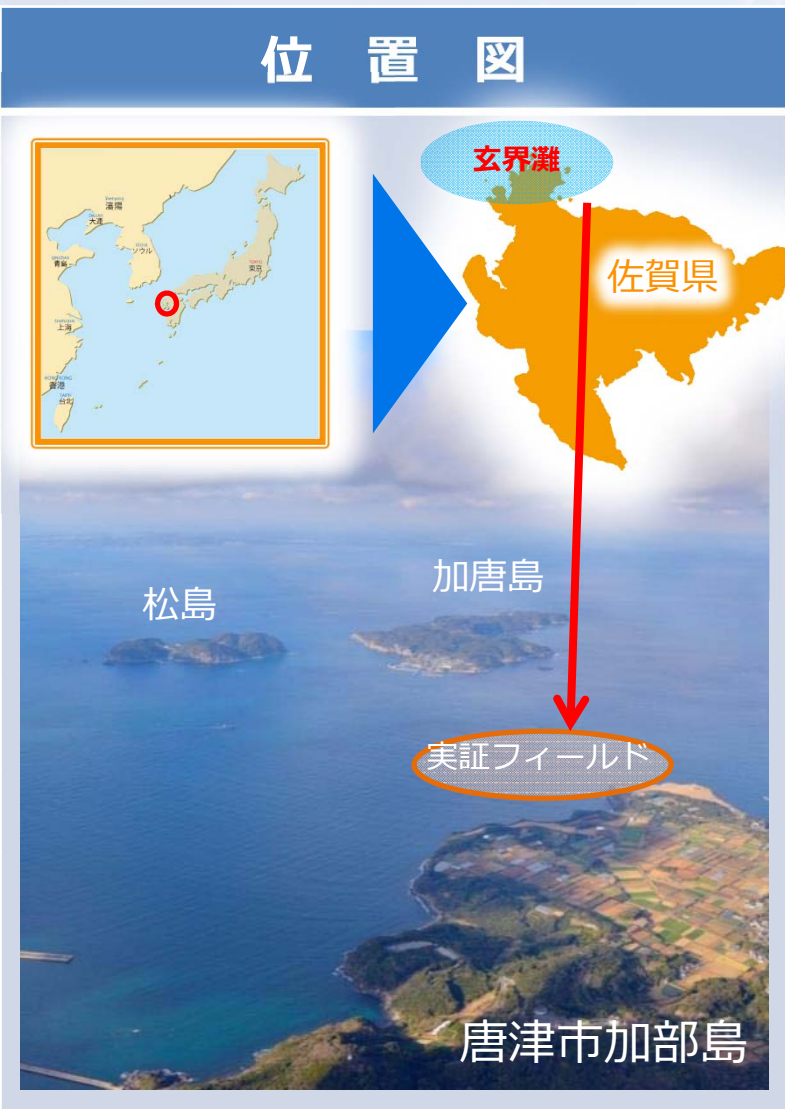 位 置 図
玄界灘
佐賀県
瀋陽
大連
ソウル
青島
東京
上海
香港
台北
加唐島
松島
実証フィールド
唐津市加部島